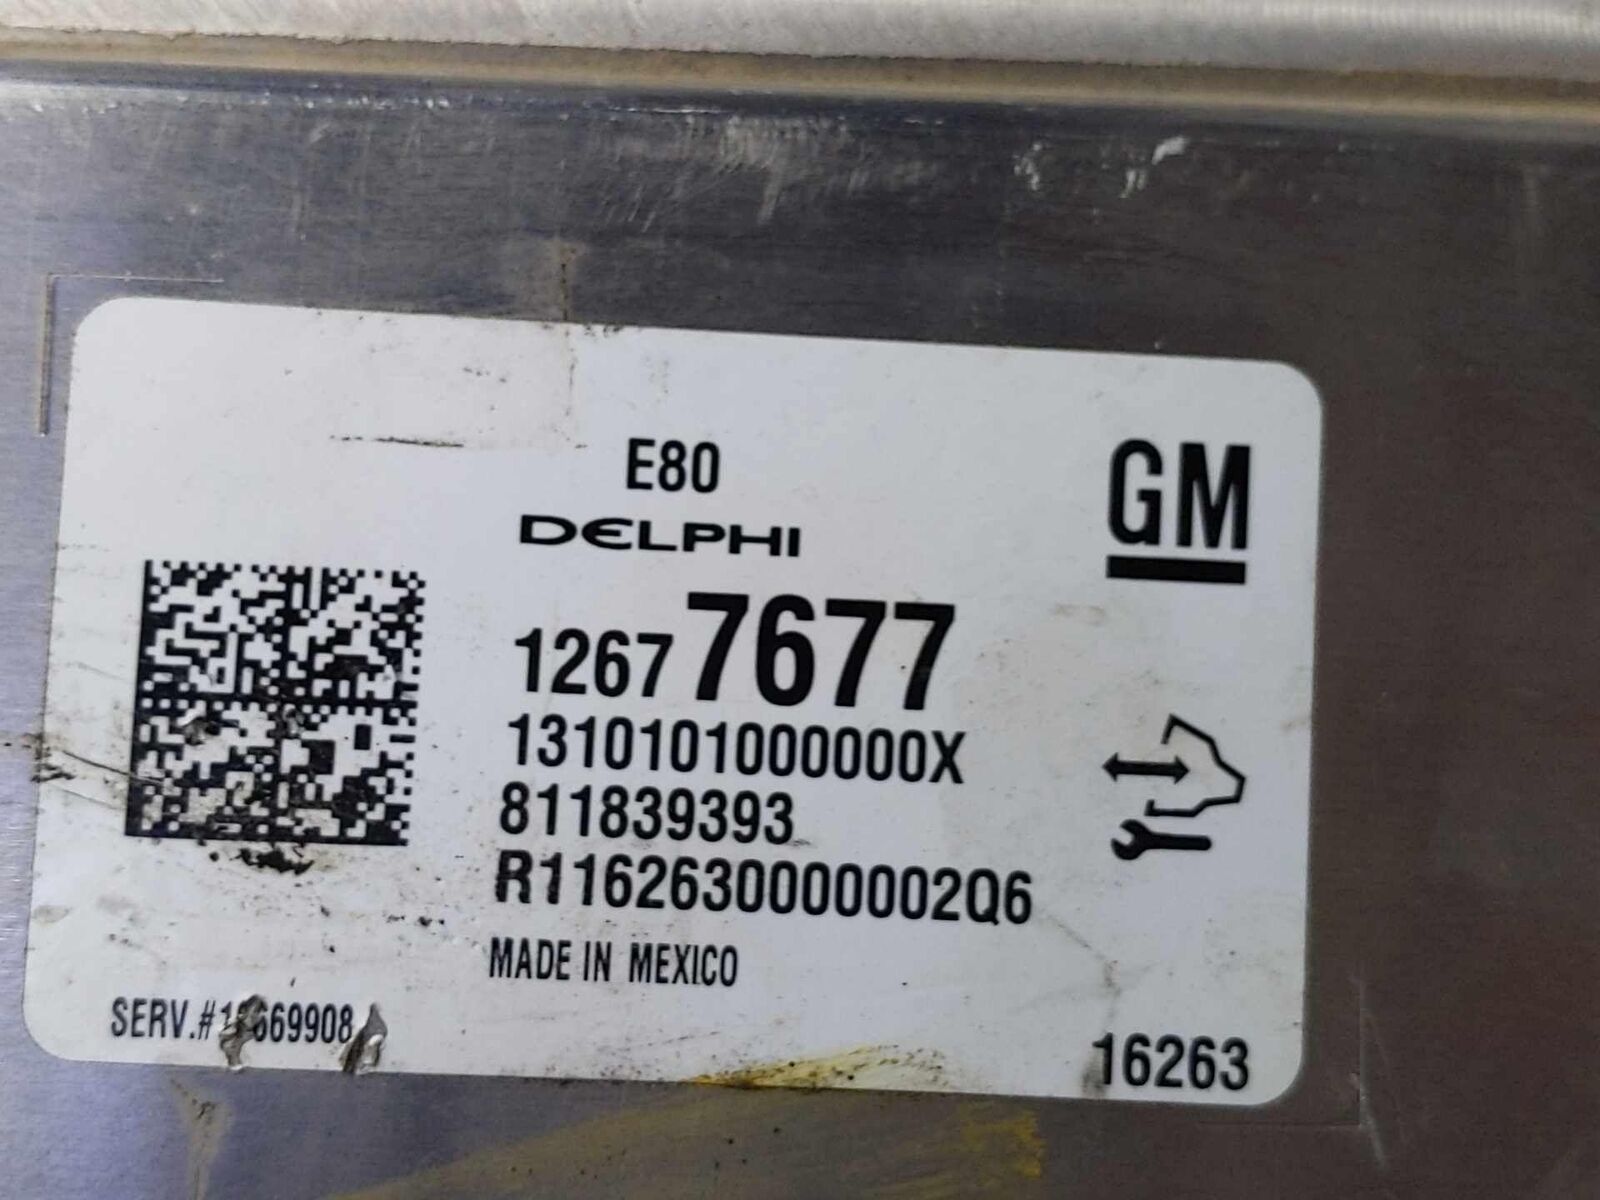 E80
DELPHI
GM
12677677
1310101000000X
811839393
R1162630000002Q6
MADE IN MEXICO
SERV.#
16263